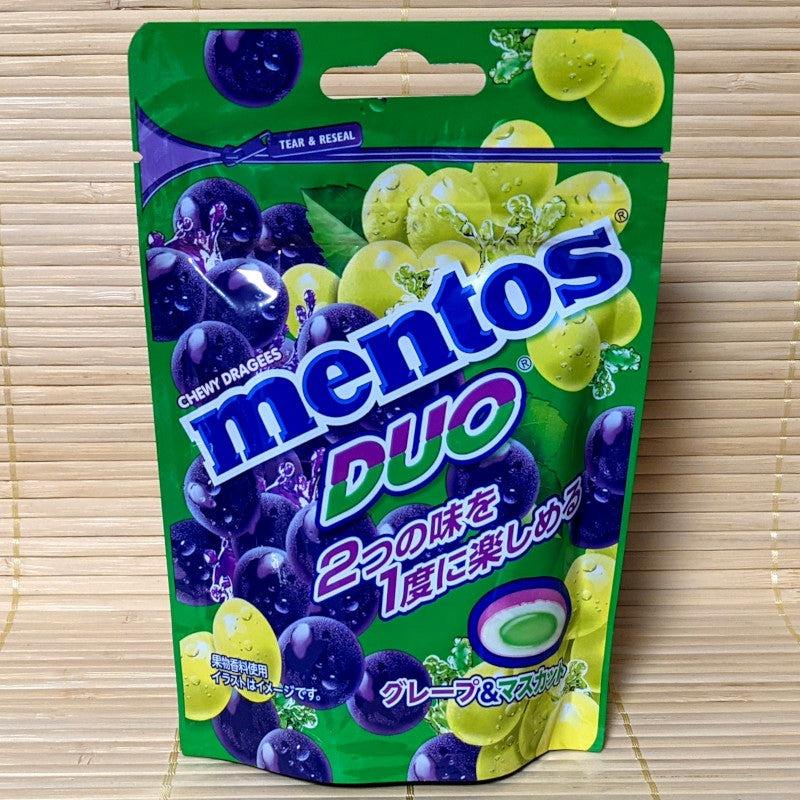 TEAR & RESEAL
CHEWY DRAGEES
mentos®
DUO®
2つの味を
1度に楽しめる
果物香料使用
イラストはイメージです。
グレープ&マスカット